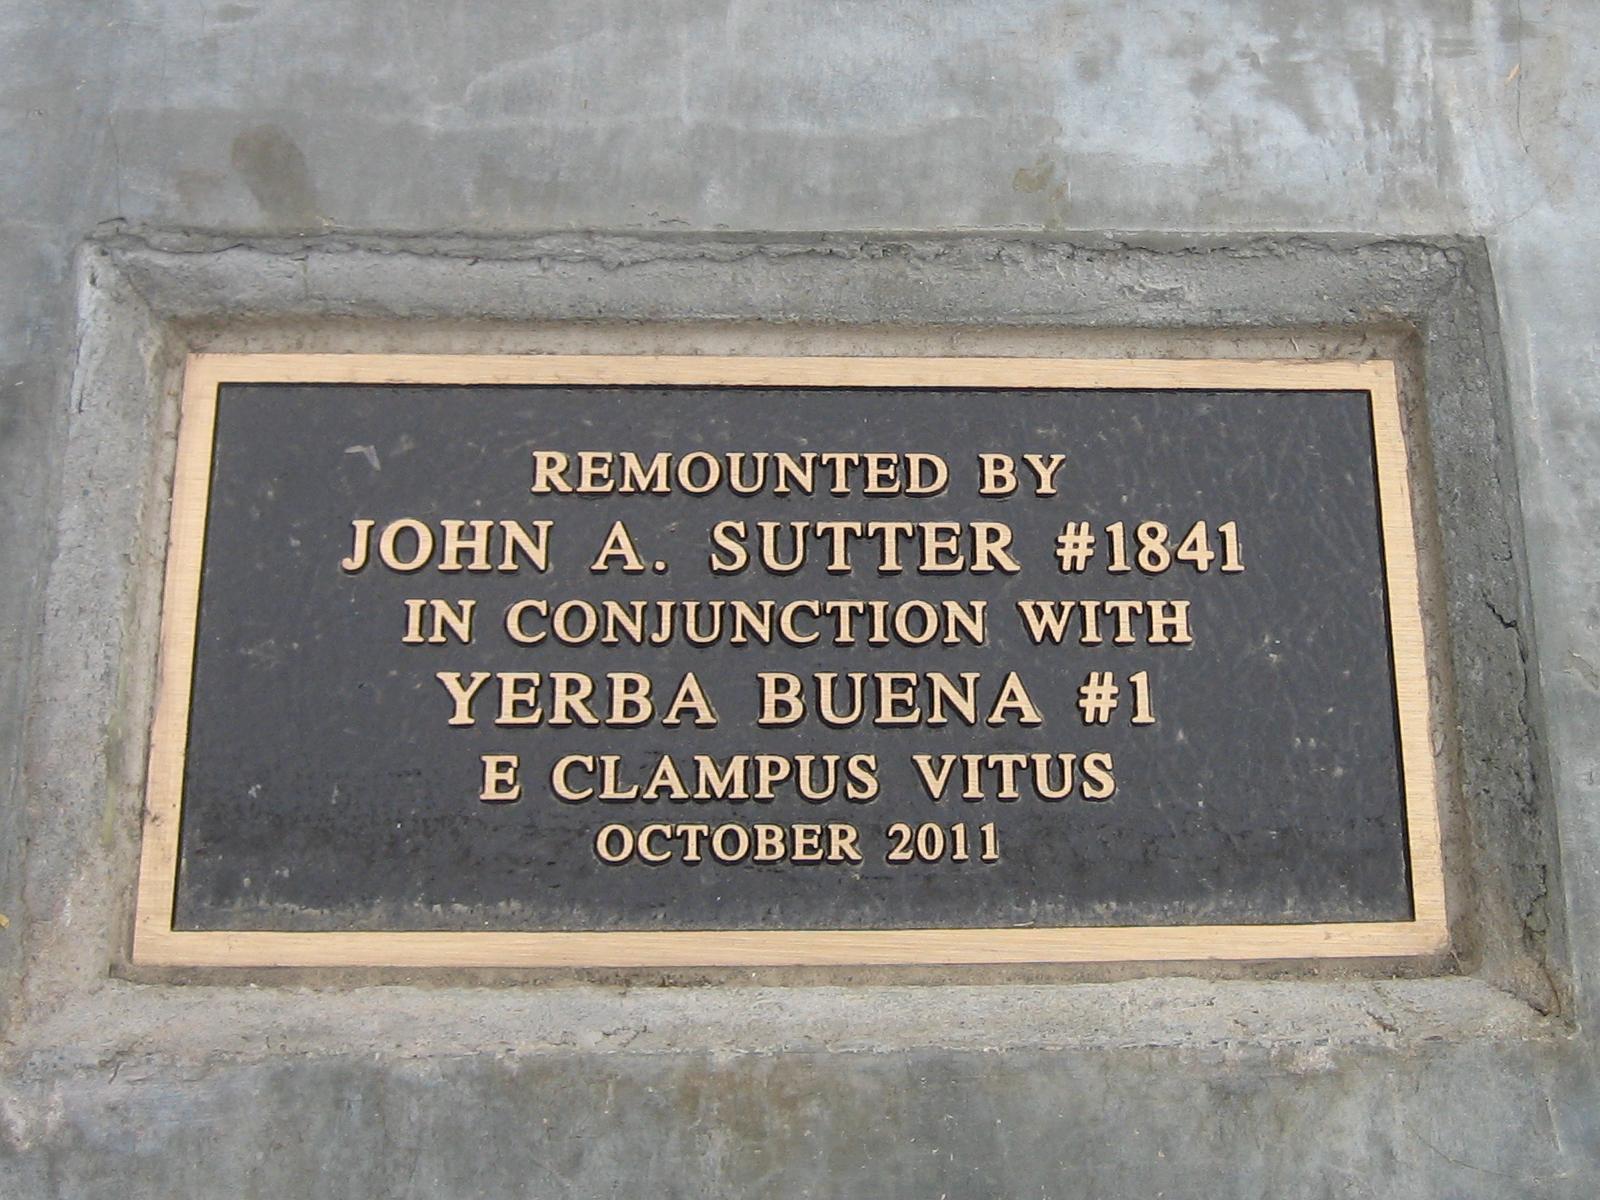 REMOUNTED BY
JOHN A. SUTTER #1841
IN CONJUNCTION WITH
YERBA BUENA #1
E CLAMPUS VITUS
OCTOBER 2011